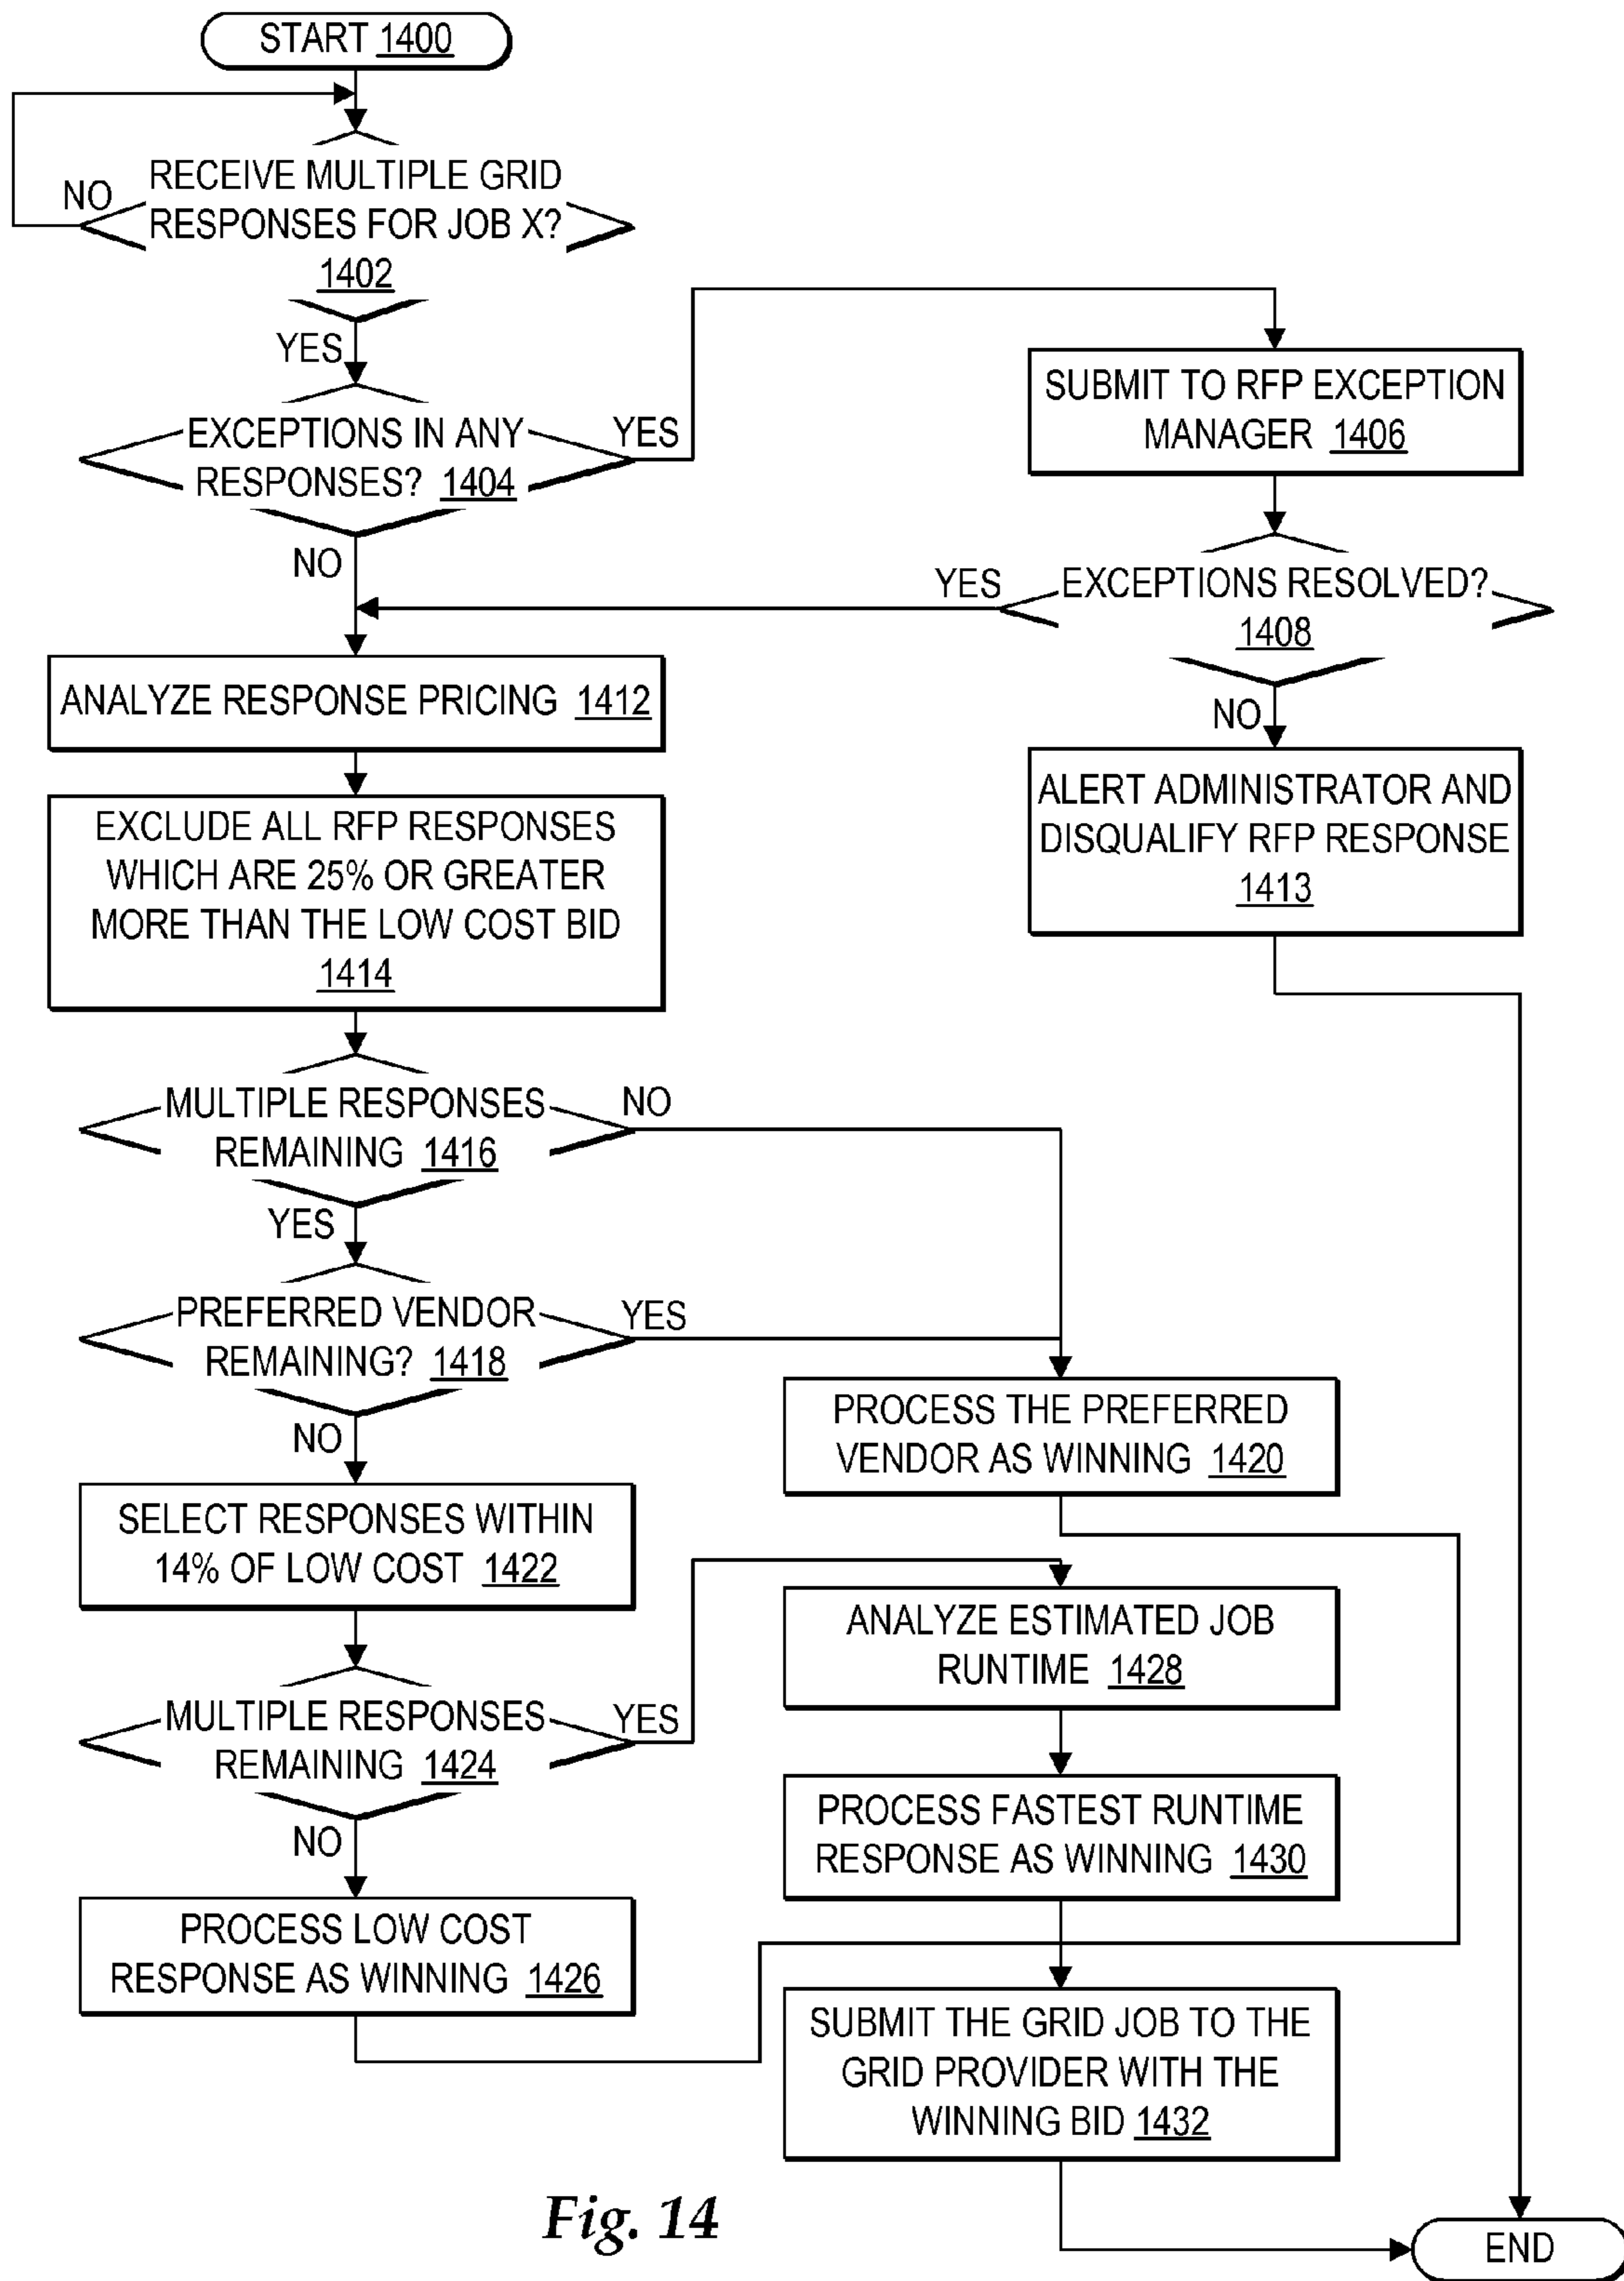 START 1400
NO
RECEIVE MULTIPLE GRID
RESPONSES FOR JOB X?
1402
YES
EXCEPTIONS IN ANY
RESPONSES? 1404
YES
NO
SUBMIT TO RFP EXCEPTION
MANAGER 1406
EXCEPTIONS RESOLVED?
1408
YES
NO
ANALYZE RESPONSE PRICING 1412
ALERT ADMINISTRATOR AND
DISQUALIFY RFP RESPONSE
1413
EXCLUDE ALL RFP RESPONSES
WHICH ARE 25% OR GREATER
MORE THAN THE LOW COST BID
1414
MULTIPLE RESPONSES
REMAINING 1416
NO
YES
PREFERRED VENDOR
REMAINING? 1418
YES
NO
PROCESS THE PREFERRED
VENDOR AS WINNING 1420
SELECT RESPONSES WITHIN
14% OF LOW COST 1422
ANALYZE ESTIMATED JOB
RUNTIME 1428
MULTIPLE RESPONSES
REMAINING 1424
YES
NO
PROCESS FASTEST RUNTIME
RESPONSE AS WINNING 1430
PROCESS LOW COST
RESPONSE AS WINNING 1426
SUBMIT THE GRID JOB TO THE
GRID PROVIDER WITH THE
WINNING BID 1432
Fig. 14
END